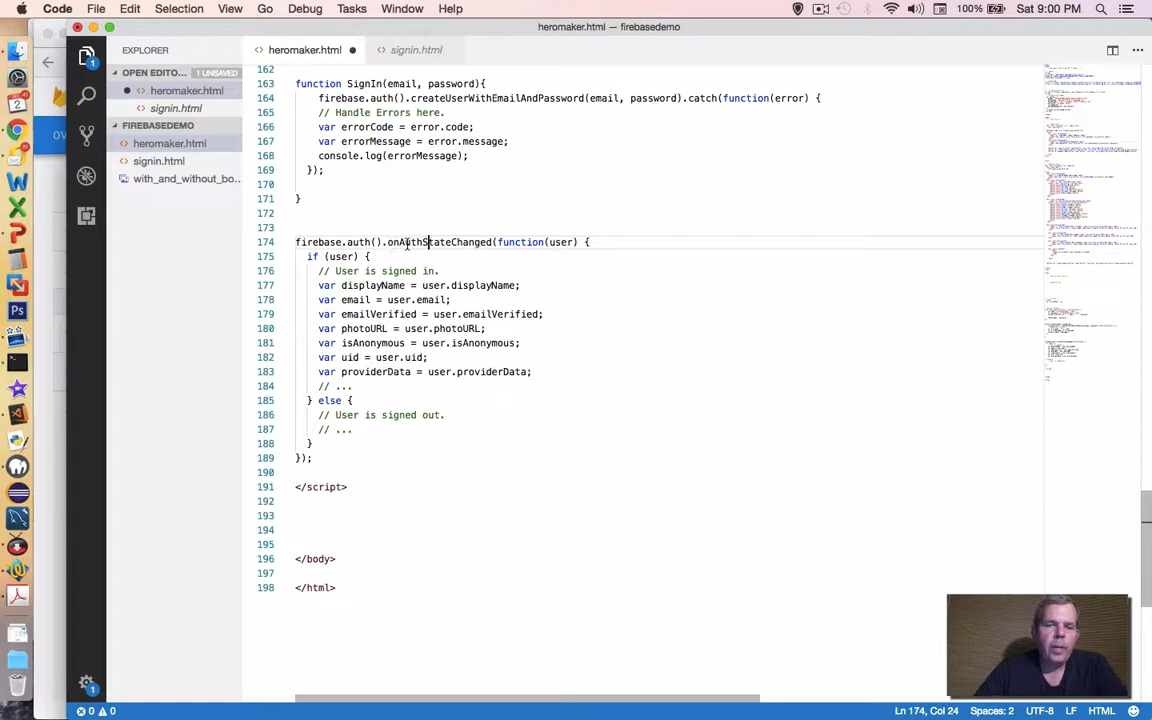 Code File Edit Selection View Go Debug Tasks Window Help 100% Sat 9:00 PM
heromaker.html — firebasedemo
EXPLORER
heromaker.html
signin.html
OPEN EDITO... 1 UNSAVED
heromaker.html
signin.html
FIREBASEDEMO
heromaker.html
signin.html
with_and_without_bo...
OV
1
1
162
163 function SignIn(email, password){
164 firebase.auth().createUserWithEmailAndPassword(email, password).catch(function(error) {
165 // Handle Errors here.
166 var errorCode = error.code;
167 var errorMessage = error.message;
168 console.log(errorMessage);
169 });
170
171 }
172
173
174 firebase.auth().onAuthStateChanged(function(user) {
175 if (user) {
176 // User is signed in.
177 var displayName = user.displayName;
178 var email = user.email;
179 var emailVerified = user.emailVerified;
180 var photoURL = user.photoURL;
181 var isAnonymous = user.isAnonymous;
182 var uid = user.uid;
183 var providerData = user.providerData;
184 // ...
185 } else {
186 // User is signed out.
187 // ...
188 }
189 });
190
191 </script>
192
193
194
195
196 </body>
197
198 </html>
0 0 Ln 174, Col 24 Spaces: 2 UTF-8 LF HTML